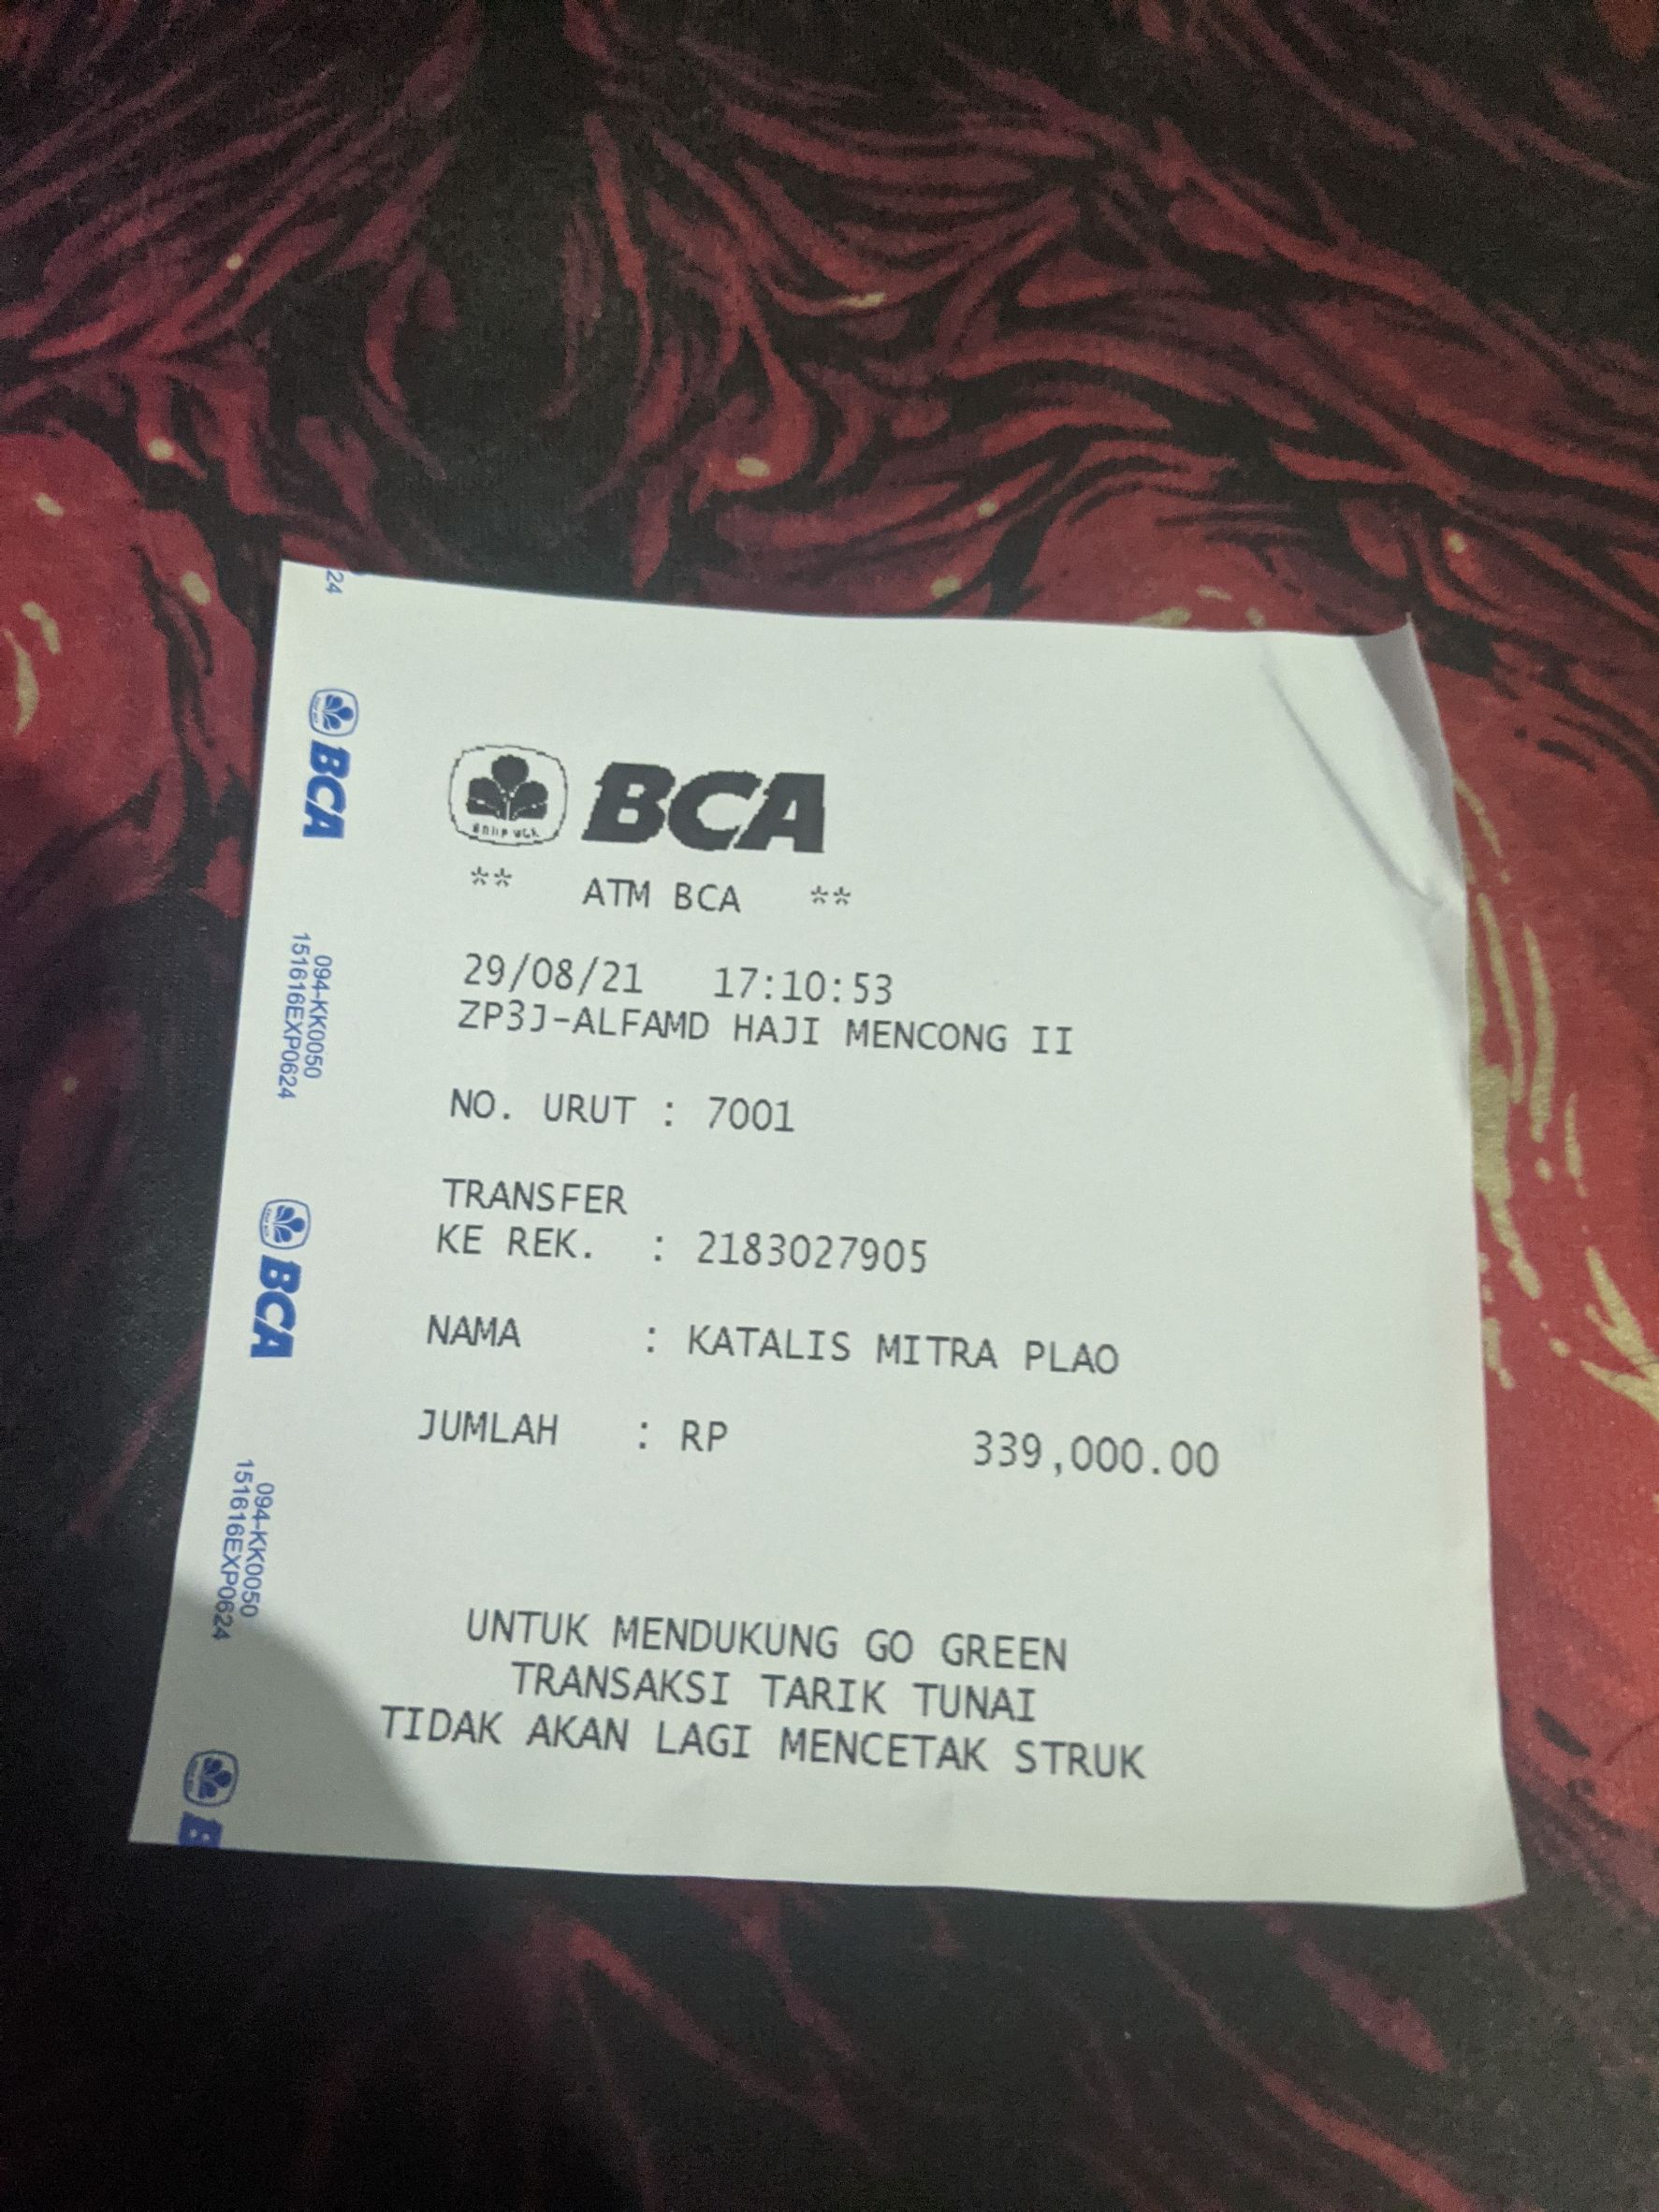 BCA
** ATM BCA **
29/08/21 17:10:53
ZP3J-ALFAMD HAJI MENCONG II
NO. URUT : 7001
TRANSFER
KE REK. : 2183027905
NAMA : KATALIS MITRA PLAO
JUMLAH : RP 339,000.00
UNTUK MENDUKUNG GO GREEN
TRANSAKSI TARIK TUNAI
TIDAK AKAN LAGI MENCETAK STRUK
24
BCA
094-KK0050
151616EXP0624
BCA
094-KK0050
151616EXP0624
B